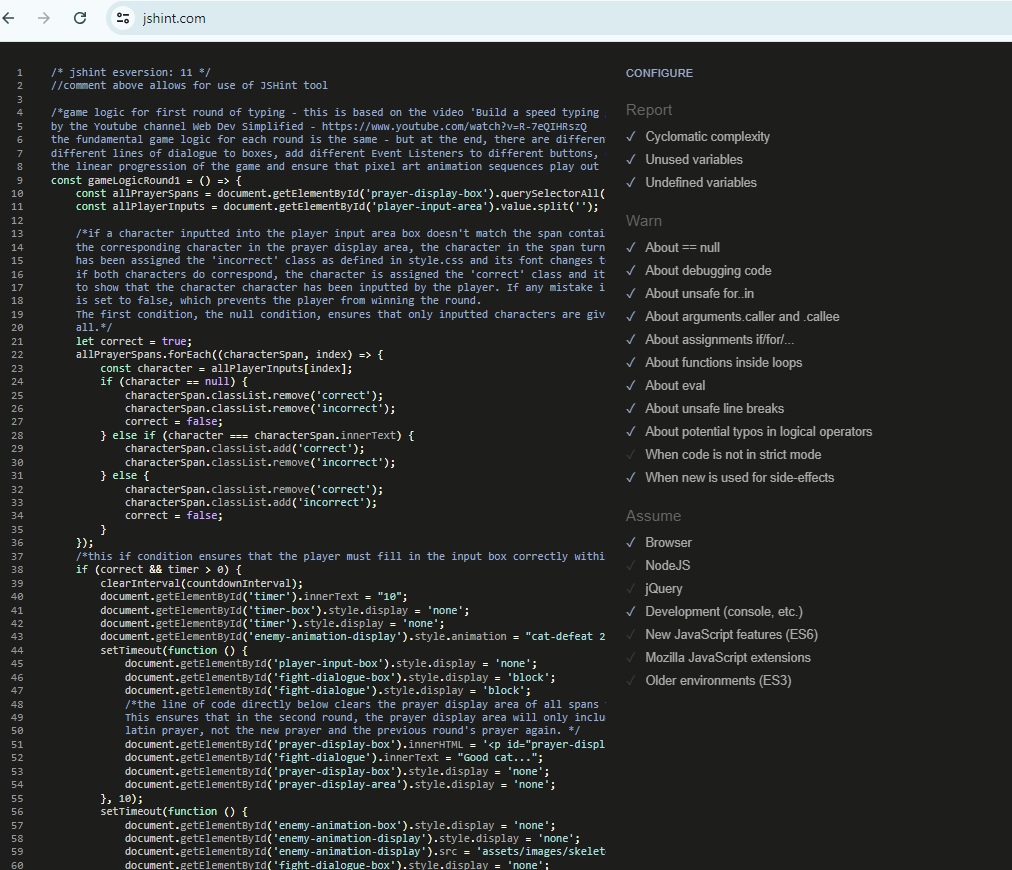 jshint.com
1 /* jshint esversion: 11 */
2 //comment above allows for use of JSHint tool
3
4 /*game logic for first round of typing - this is based on the video 'Build a speed typing
5 by the Youtube channel Web Dev Simplified - https://www.youtube.com/watch?v=R-7eQIHRszQ
6 the fundamental game logic for each round is the same - but at the end, there are differen
7 different lines of dialogue to boxes, add different Event Listeners to different buttons,
8 the linear progression of the game and ensure that pixel art animation sequences play out
9 const gameLogicRound1 = () => {
10 const allPrayerSpans = document.getElementById('prayer-display-box').querySelectorAll(
11 const allPlayerInputs = document.getElementById('player-input-area').value.split('');
12
13 /*if a character inputted into the player input area box doesn't match the span contai
14 the corresponding character in the prayer display area, the character in the span turn
15 has been assigned the 'incorrect' class as defined in style.css and its font changes t
16 if both characters do correspond, the character is assigned the 'correct' class and it
17 to show that the character character has been inputted by the player. If any mistake i
18 is set to false, which prevents the player from winning the round.
19 The first condition, the null condition, ensures that only inputted characters are giv
20 all.*/
21 let correct = true;
22 allPrayerSpans.forEach((characterSpan, index) => {
23 const character = allPlayerInputs[index];
24 if (character == null) {
25 characterSpan.classList.remove('correct');
26 characterSpan.classList.remove('incorrect');
27 correct = false;
28 } else if (character === characterSpan.innerText) {
29 characterSpan.classList.add('correct');
30 characterSpan.classList.remove('incorrect');
31 } else {
32 characterSpan.classList.remove('correct');
33 characterSpan.classList.add('incorrect');
34 correct = false;
35 }
36 });
37 /*this if condition ensures that the player must fill in the input box correctly withi
38 if (correct && timer > 0) {
39 clearInterval(countdownInterval);
40 document.getElementById('timer').innerText = "10";
41 document.getElementById('timer-box').style.display = 'none';
42 document.getElementById('timer').style.display = 'none';
43 document.getElementById('enemy-animation-display').style.animation = "cat-defeat 2
44 setTimeout(function () {
45 document.getElementById('player-input-box').style.display = 'none';
46 document.getElementById('fight-dialogue-box').style.display = 'block';
47 document.getElementById('fight-dialogue').style.display = 'block';
48 /*the line of code directly below clears the prayer display area of all spans
49 This ensures that in the second round, the prayer display area will only inclu
50 latin prayer, not the new prayer and the previous round's prayer again. */
51 document.getElementById('prayer-display-box').innerHTML = '<p id="prayer-displ
52 document.getElementById('fight-dialogue').innerText = "Good cat...";
53 document.getElementById('prayer-display-box').style.display = 'none';
54 document.getElementById('prayer-display-area').style.display = 'none';
55 }, 10);
56 setTimeout(function () {
57 document.getElementById('enemy-animation-box').style.display = 'none';
58 document.getElementById('enemy-animation-display').style.display = 'none';
59 document.getElementById('enemy-animation-display').src = 'assets/images/skelet
60 document.getElementById('fight-dialogue-box').style.display = 'none';
CONFIGURE
Report
Cyclomatic complexity
Unused variables
Undefined variables
Warn
About == null
About debugging code
About unsafe for..in
About arguments.caller and .callee
About assignments if/for/...
About functions inside loops
About eval
About unsafe line breaks
About potential typos in logical operators
When code is not in strict mode
When new is used for side-effects
Assume
Browser
NodeJS
jQuery
Development (console, etc.)
New JavaScript features (ES6)
Mozilla JavaScript extensions
Older environments (ES3)